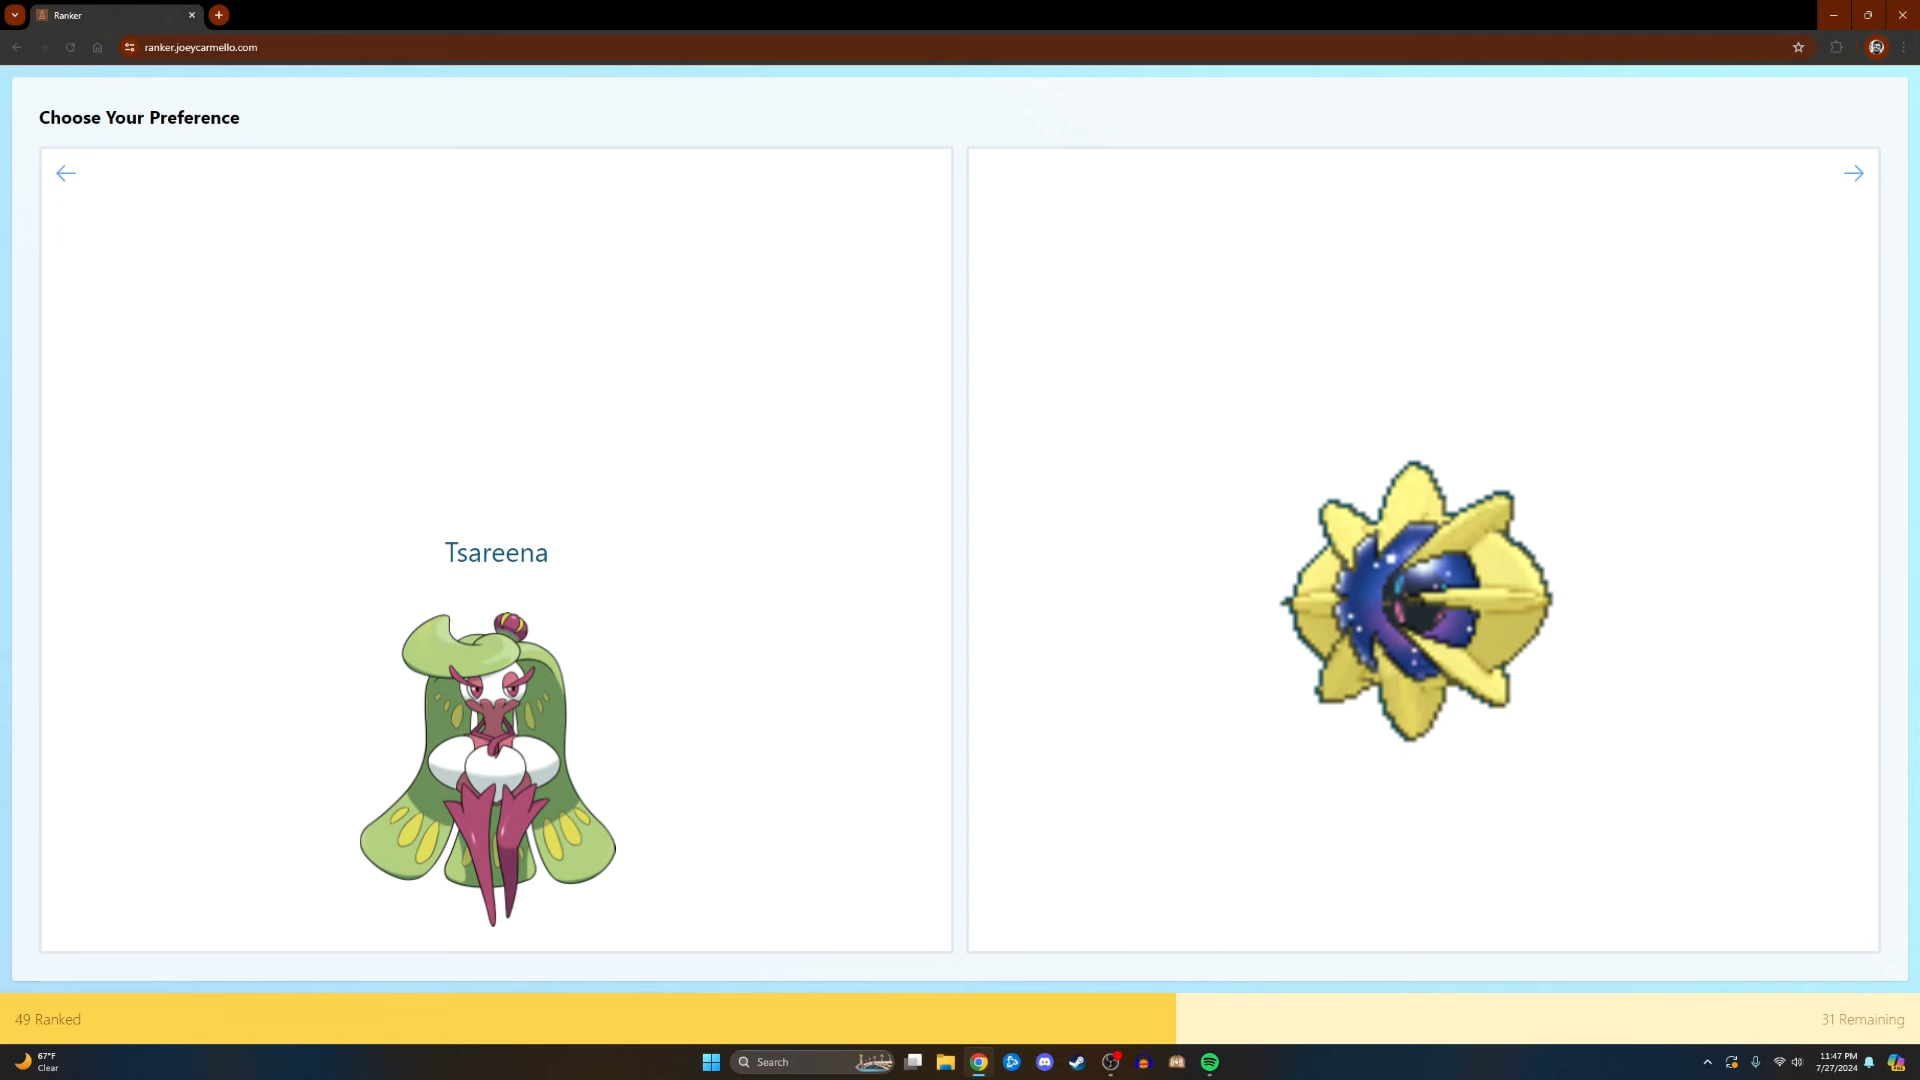 Ranker
ranker.joeycarmello.com
Choose Your Preference
Tsareena
49 Ranked
31 Remaining
67°F
Clear
Search
11:47 PM
7/27/2024